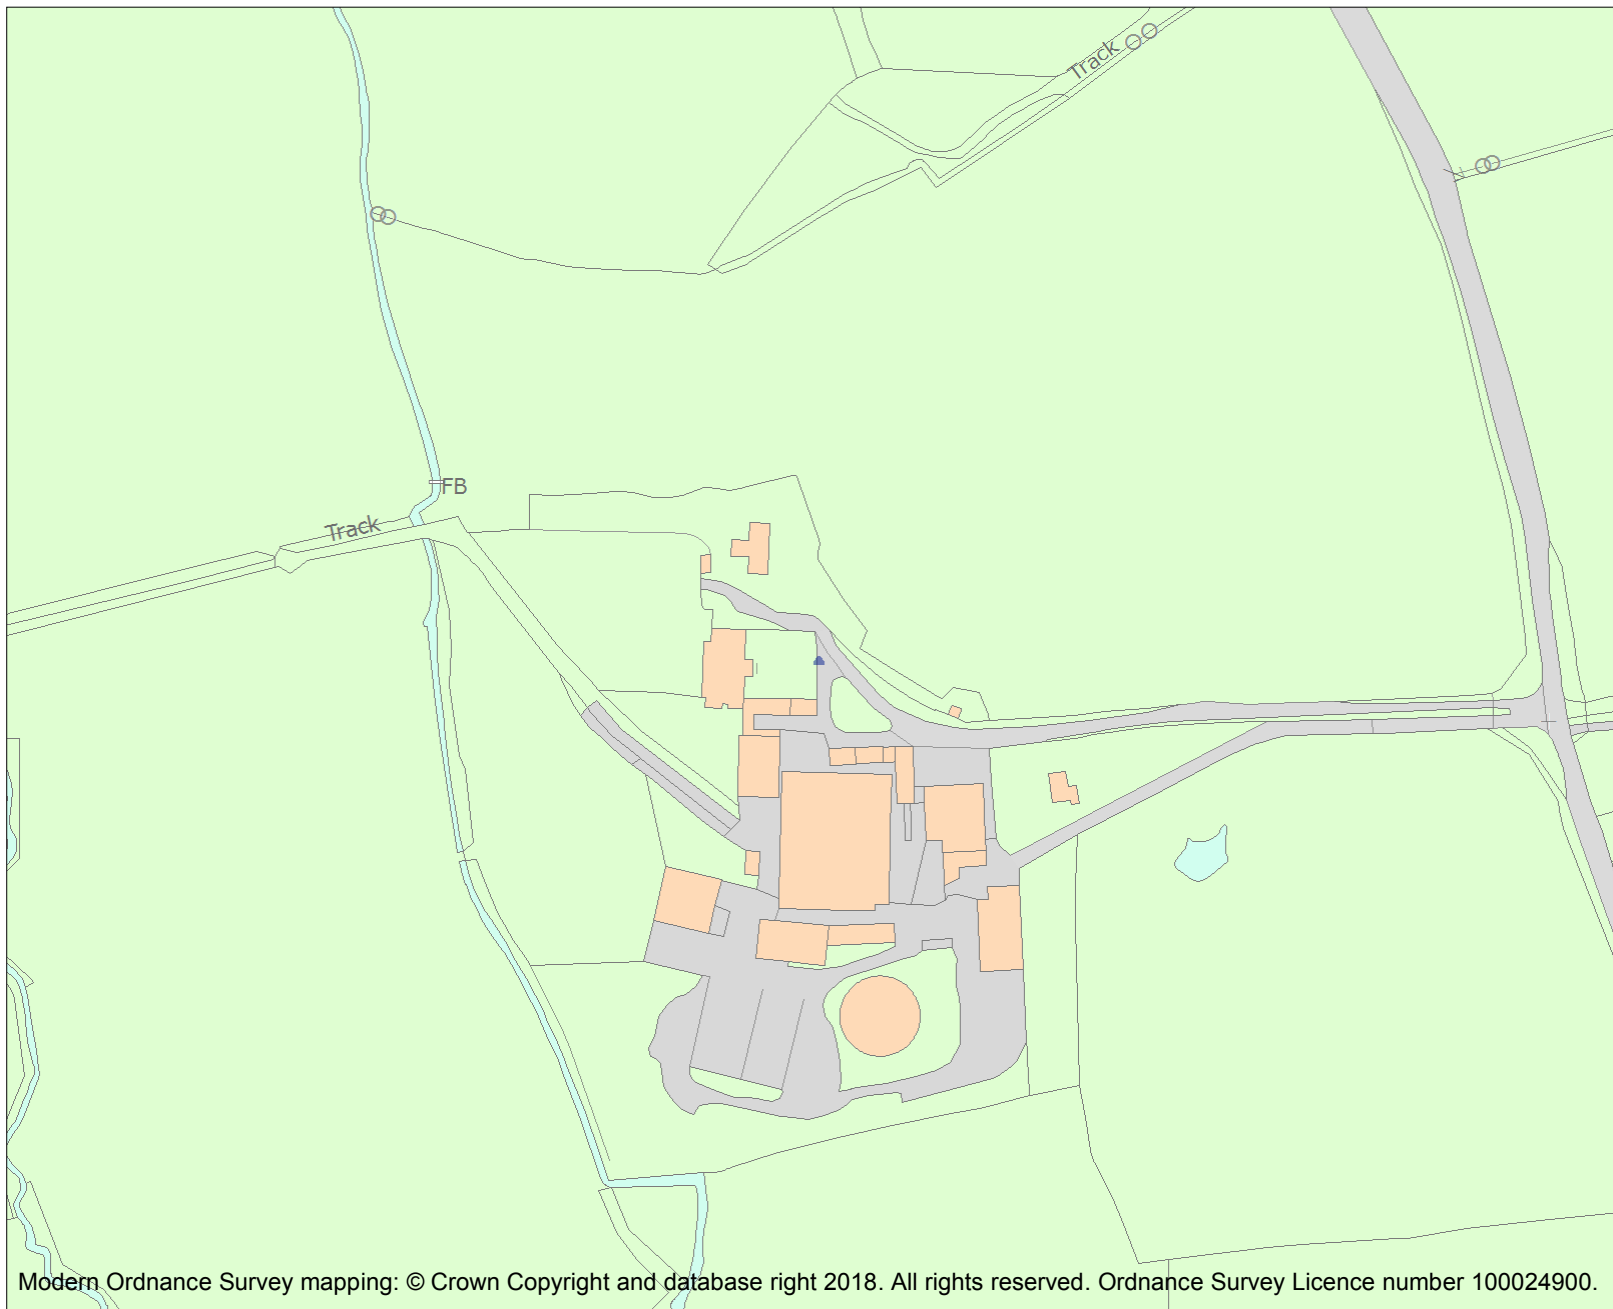 Track
FB
Track
Modern Ordnance Survey mapping: © Crown Copyright and database right 2018. All rights reserved. Ordnance Survey Licence number 100024900.